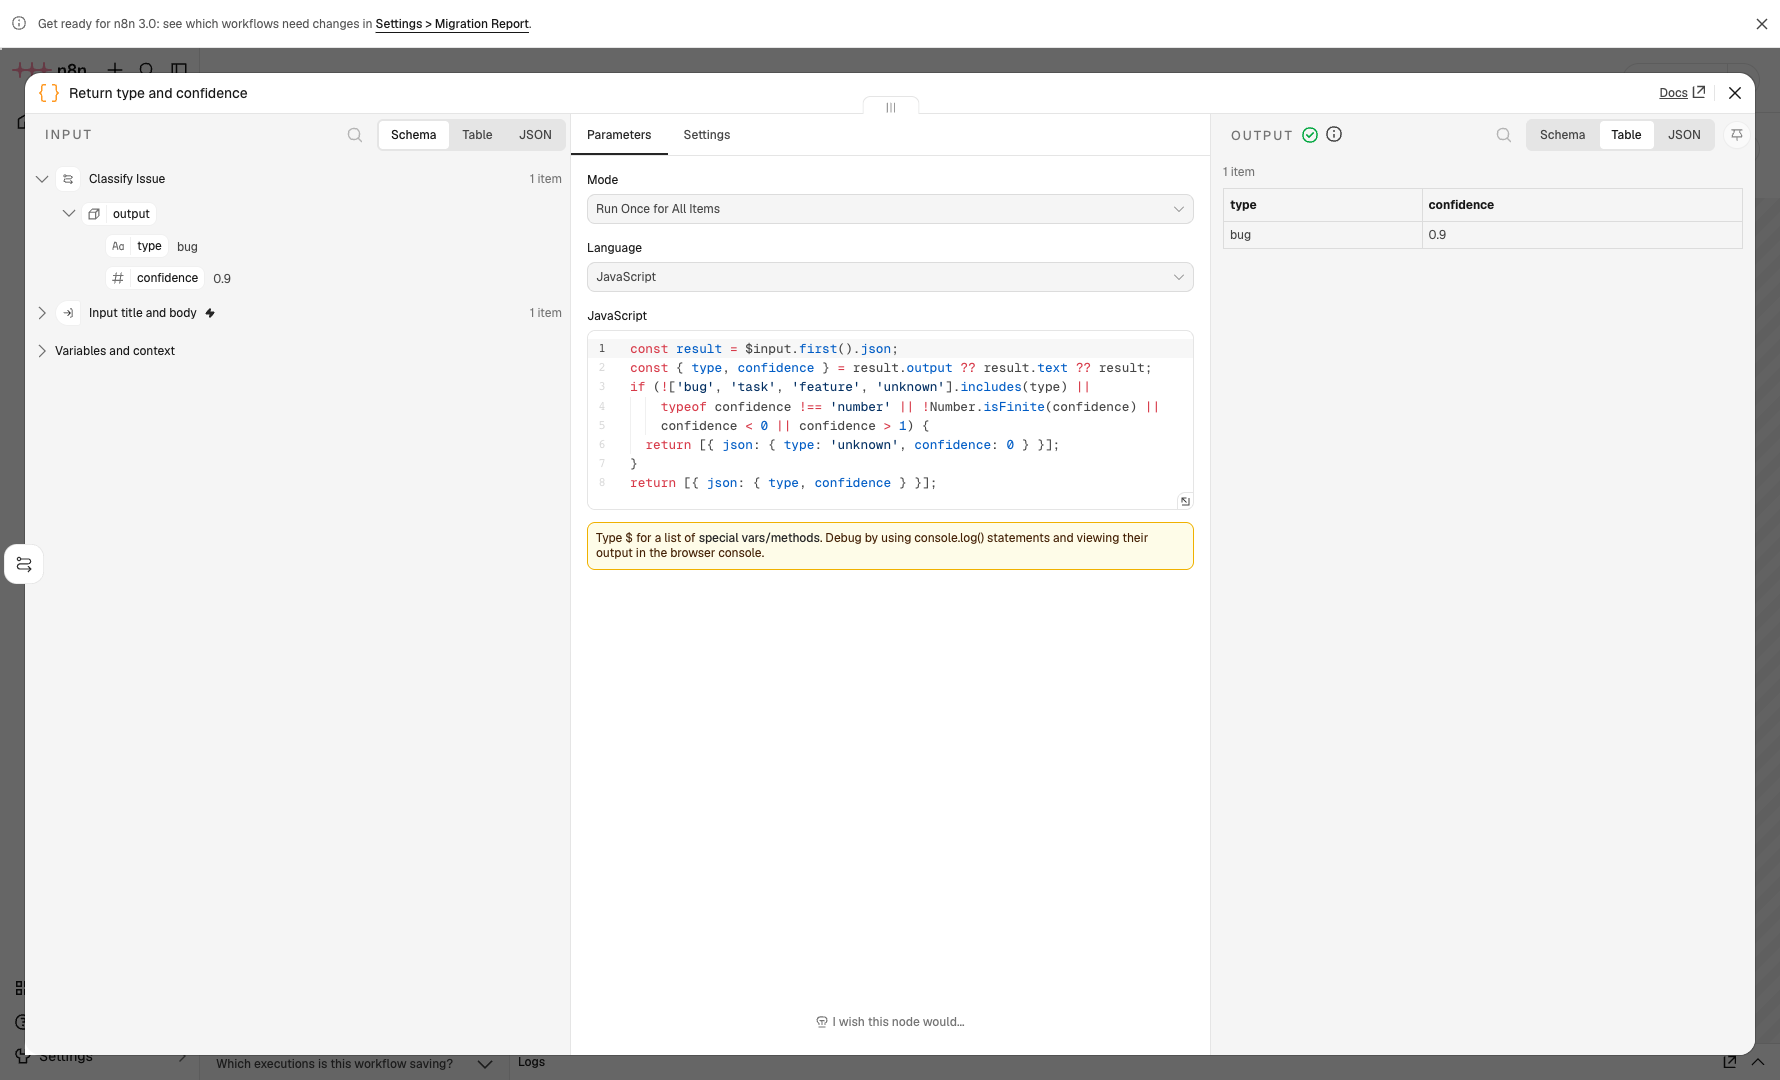 Get ready for n8n 3.0: see which workflows need changes in Settings > Migration Report.
n8n
Return type and confidence
Docs
INPUT
Schema
Table
JSON
Classify Issue
1 item
output
Aa type bug
# confidence 0.9
Input title and body
1 item
Variables and context
Parameters
Settings
Mode
Run Once for All Items
Language
JavaScript
JavaScript
1 const result = $input.first().json;
2 const { type, confidence } = result.output ?? result.text ?? result;
3 if (!['bug', 'task', 'feature', 'unknown'].includes(type) ||
4 typeof confidence !== 'number' || !Number.isFinite(confidence) ||
5 confidence < 0 || confidence > 1) {
6 return [{ json: { type: 'unknown', confidence: 0 } }];
7 }
8 return [{ json: { type, confidence } }];
Type $ for a list of special vars/methods. Debug by using console.log() statements and viewing their
output in the browser console.
I wish this node would...
OUTPUT
Schema
Table
JSON
1 item
type confidence
bug 0.9
Settings
Which executions is this workflow saving?
Logs